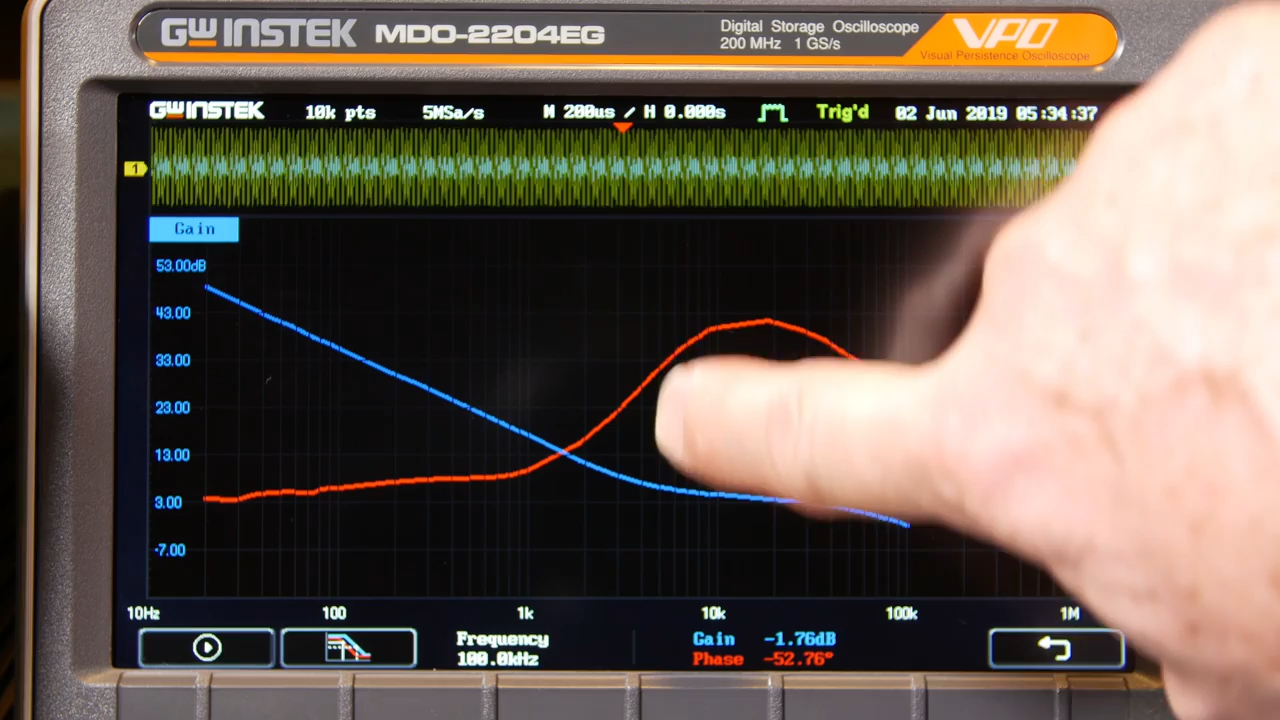 GW INSTEK MDO-2204EG Digital Storage Oscilloscope VPO
200 MHz 1 GS/s Visual Persistence Oscilloscope
GW INSTEK 10k pts 5MSa/s M 200us / H 0.000s Trig'd 02 Jun 2019 05:34:37
1
Gain
53.00dB
43.00
33.00
23.00
13.00
3.00
-7.00
10Hz 100 1k 10k 100k 1M
Frequency Gain -1.76dB
100.0kHz Phase -52.76°